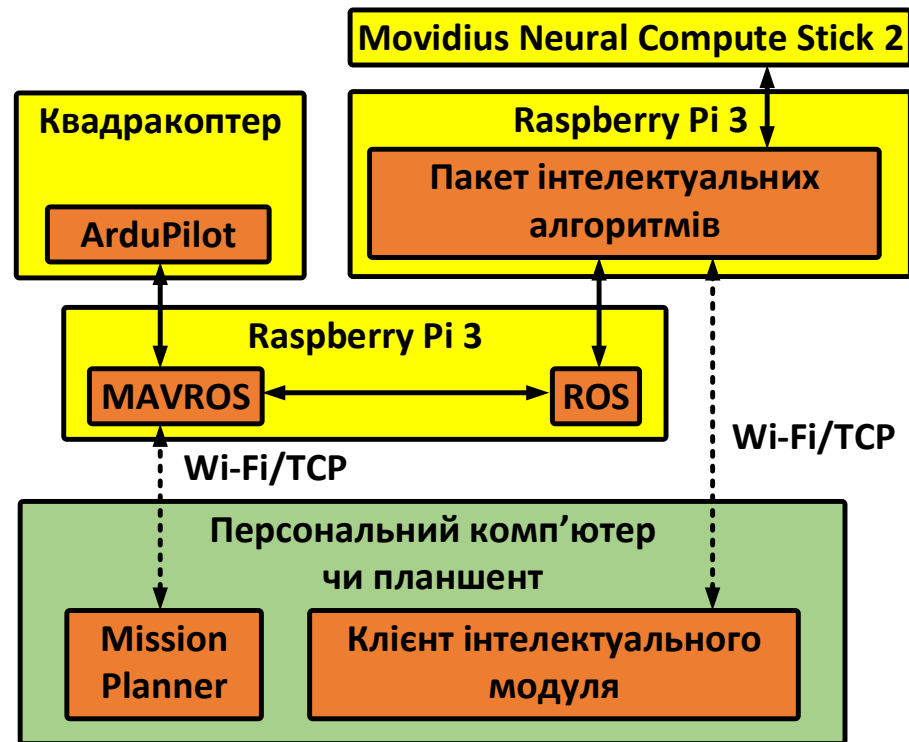 Movidius Neural Compute Stick 2
Квадракоптер
ArduPilot
Raspberry Pi 3
Пакет інтелектуальних
алгоритмів
Raspberry Pi 3
MAVROS
ROS
Wi-Fi/TCP
Wi-Fi/TCP
Персональний комп’ютер
чи планшент
Mission
Planner
Клієнт інтелектуального
модуля